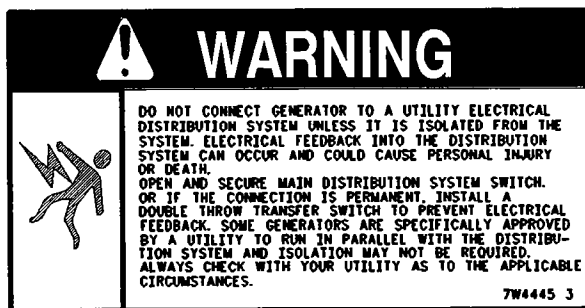 WARNING
DO NOT CONNECT GENERATOR TO A UTILITY ELECTRICAL
DISTRIBUTION SYSTEM UNLESS IT IS ISOLATED FROM THE
SYSTEM. ELECTRICAL FEEDBACK INTO THE DISTRIBUTION
SYSTEM CAN OCCUR AND COULD CAUSE PERSONAL INJURY
OR DEATH.
OPEN AND SECURE MAIN DISTRIBUTION SYSTEM SWITCH.
OR IF THE CONNECTION IS PERMANENT. INSTALL A
DOUBLE THROW TRANSFER SWITCH TO PREVENT ELECTRICAL
FEEDBACK. SOME GENERATORS ARE SPECIFICALLY APPROVED
BY A UTILITY TO RUN IN PARALLEL WITH THE DISTRIBU-
TION SYSTEM AND ISOLATION MAY NOT BE REQUIRED.
ALWAYS CHECK WITH YOUR UTILITY AS TO THE APPLICABLE
CIRCUMSTANCES.
7W4445 3